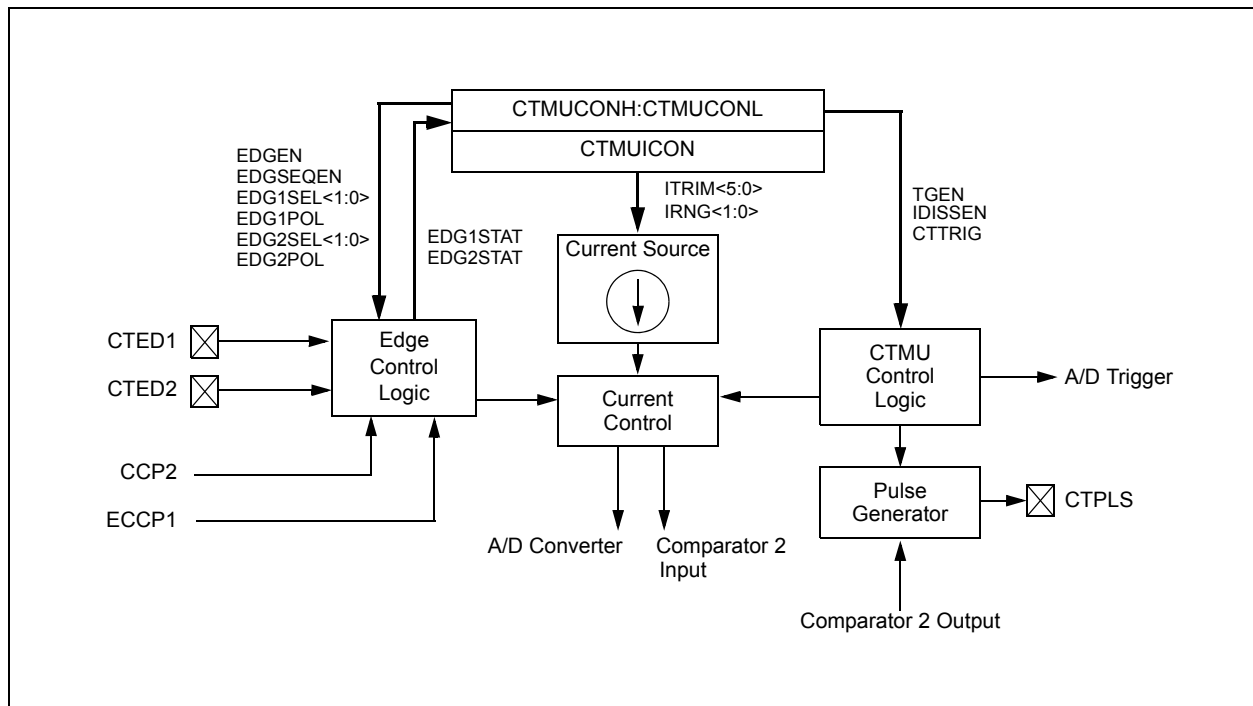 CTMUCONH:CTMUCONL
CTMUICON
EDGEN
EDGSEQEN
EDG1SEL<1:0>
EDG1POL
EDG2SEL<1:0>
EDG2POL
EDG1STAT
EDG2STAT
ITRIM<5:0>
IRNG<1:0>
TGEN
IDISSEN
CTTRIG
Current Source
CTED1
CTED2
Edge
Control
Logic
Current
Control
CTMU
Control
Logic
A/D Trigger
CCP2
ECCP1
Pulse
Generator
CTPLS
A/D Converter
Comparator 2
Input
Comparator 2 Output